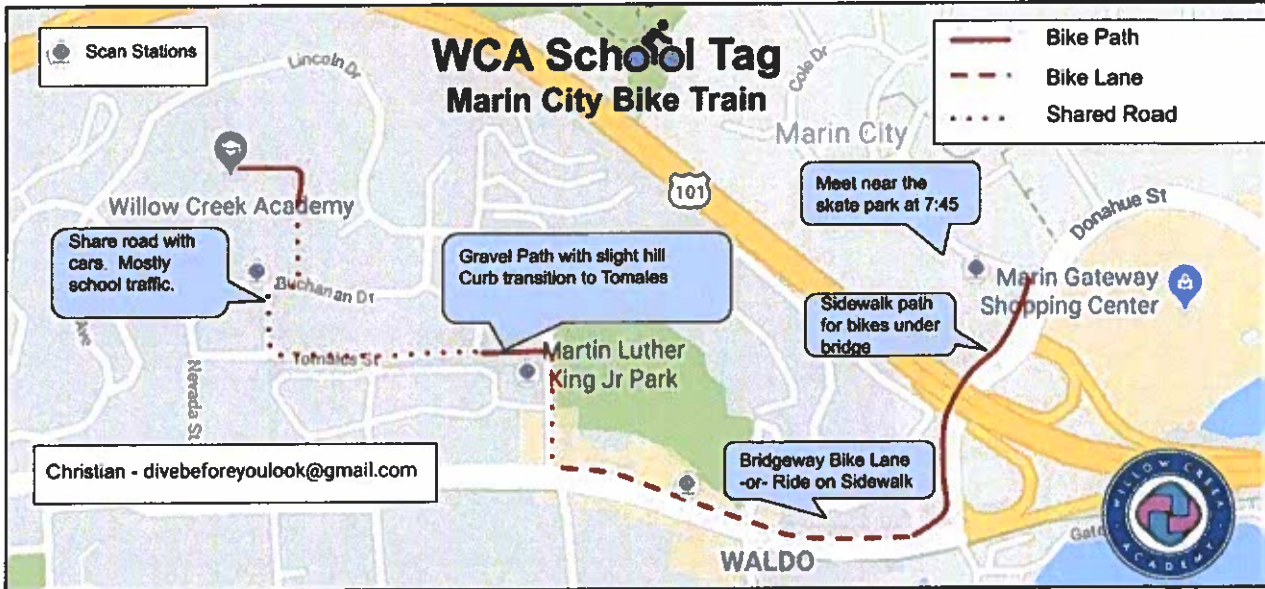 Scan Stations
WCA School Tag
Marin City Bike Train
Bike Path
Bike Lane
Shared Road
Lincoln Dr
Cole Dr
Marin City
101
Donahue St
Meet near the
skate park at 7:45
Willow Creek Academy
Share road with
cars. Mostly
school traffic.
Buchanan Dr
Gravel Path with slight hill
Curb transition to Tomales
Marin Gateway
Shopping Center
Sidewalk path
for bikes under
bridge
Tomales St
Martin Luther
King Jr Park
Nevada St
Christian - divebeforeyoulook@gmail.com
Bridgeway Bike Lane
-or- Ride on Sidewalk
WALDO
WILLOW CREEK
ACADEMY